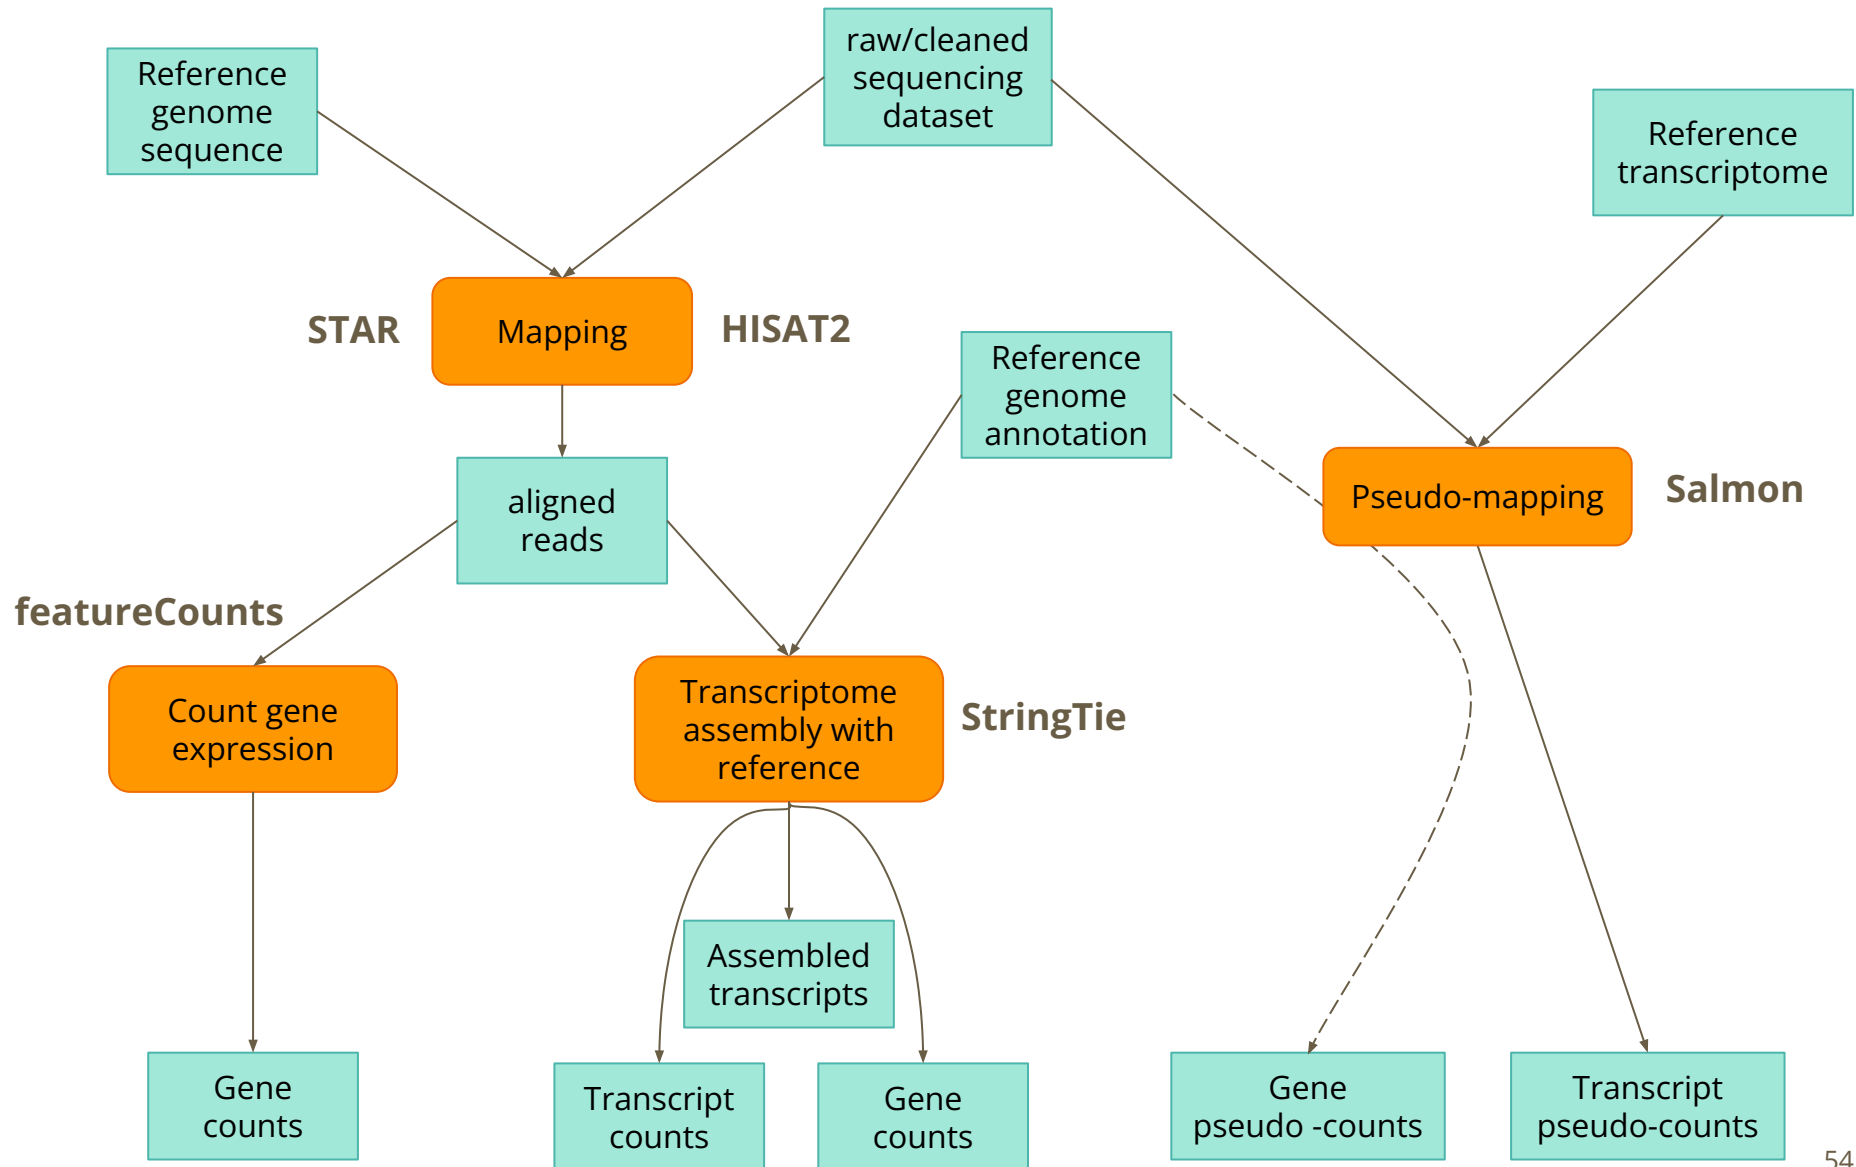 raw/cleaned
sequencing
dataset
Reference
genome
sequence
Reference
transcriptome
STAR
Mapping
HISAT2
Reference
genome
annotation
aligned
reads
Pseudo-mapping
Salmon
featureCounts
Count gene
expression
Transcriptome
assembly with
reference
StringTie
Assembled
transcripts
Gene
counts
Transcript
counts
Gene
counts
Gene
pseudo -counts
Transcript
pseudo-counts
54